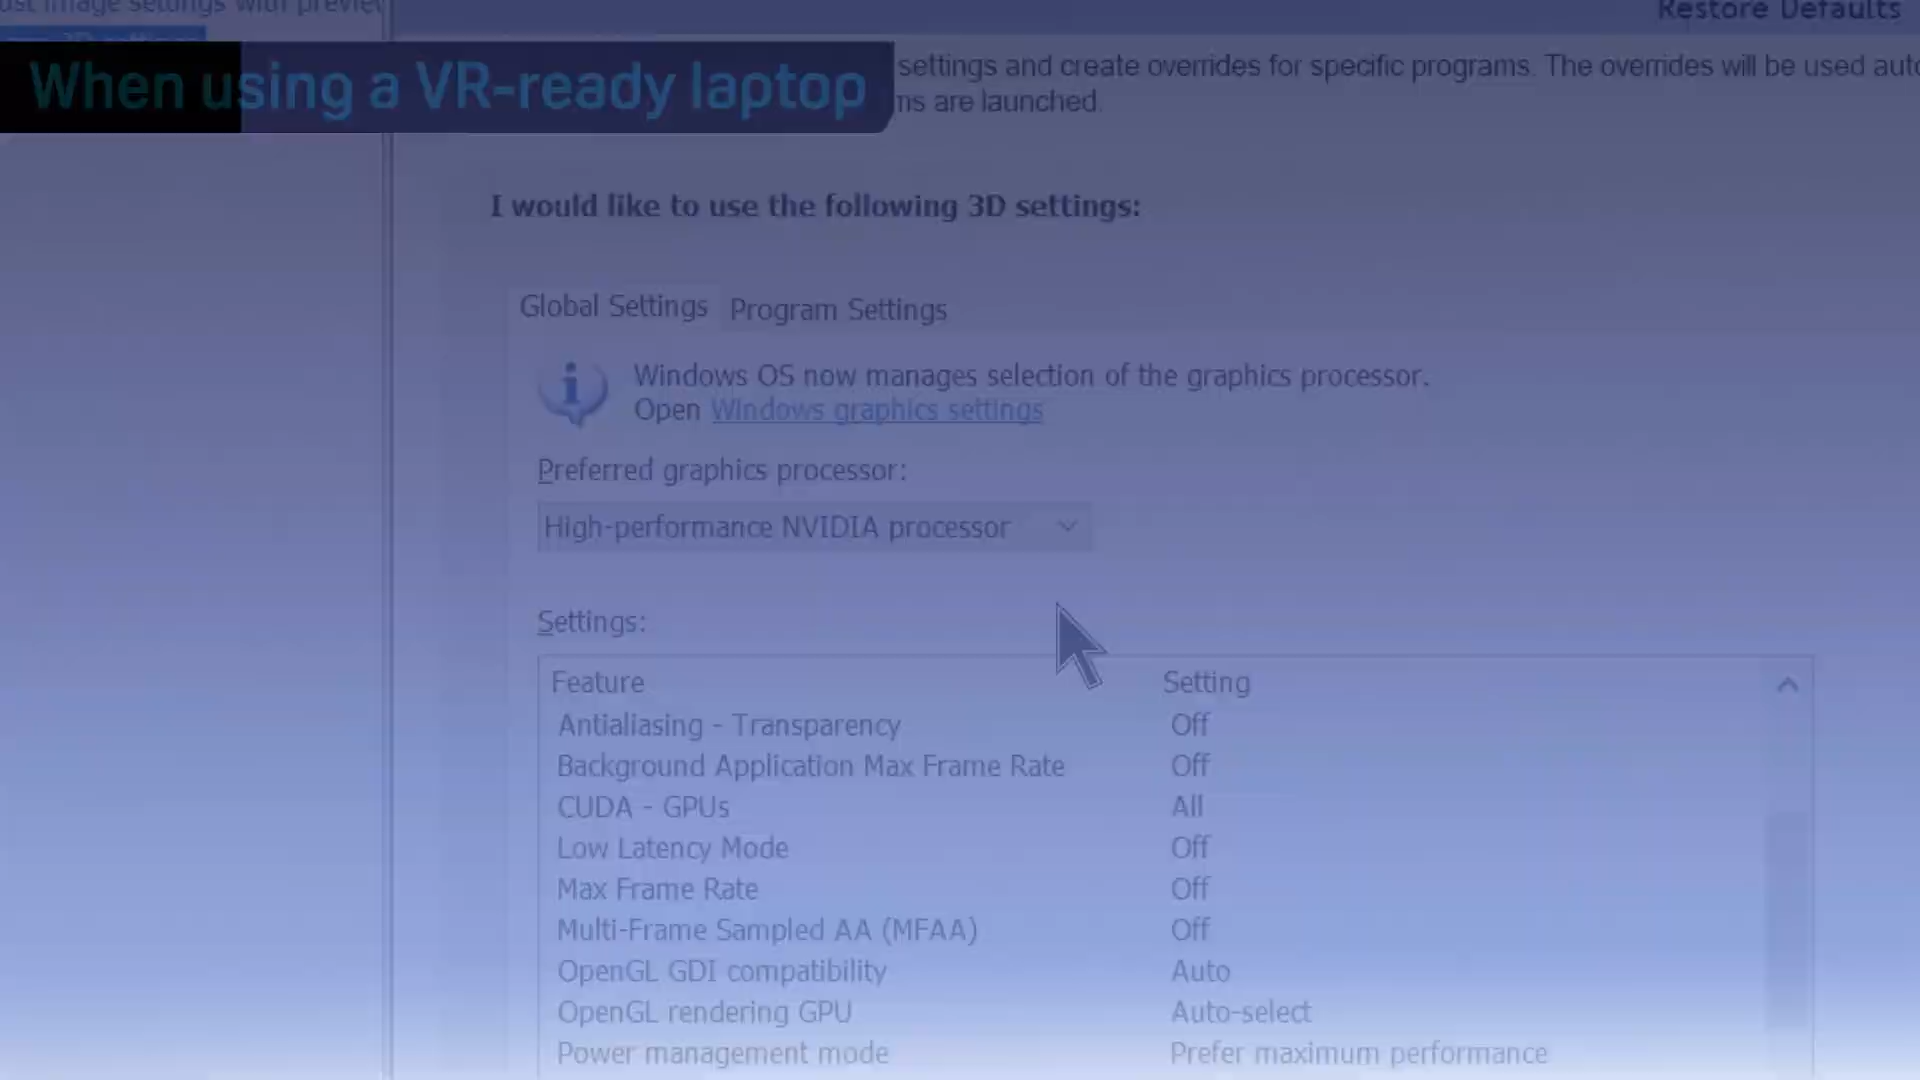 ust image settings with preview
Restore Defaults
When using a VR-ready laptop
settings and create overrides for specific programs. The overrides will be used auto
ms are launched.
I would like to use the following 3D settings:
Global Settings
Program Settings
Windows OS now manages selection of the graphics processor.
Open Windows graphics settings
Preferred graphics processor:
High-performance NVIDIA processor
Settings:
Feature Setting
Antialiasing - Transparency Off
Background Application Max Frame Rate Off
CUDA - GPUs All
Low Latency Mode Off
Max Frame Rate Off
Multi-Frame Sampled AA (MFAA) Off
OpenGL GDI compatibility Auto
OpenGL rendering GPU Auto-select
Power management mode Prefer maximum performance